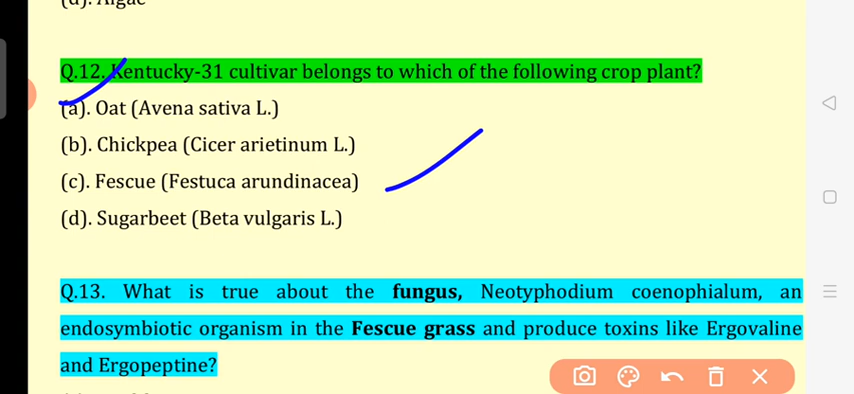 (d). Algae
Q.12. Kentucky-31 cultivar belongs to which of the following crop plant?
(a). Oat (Avena sativa L.)
(b). Chickpea (Cicer arietinum L.)
(c). Fescue (Festuca arundinacea)
(d). Sugarbeet (Beta vulgaris L.)
Q.13. What is true about the fungus, Neotyphodium coenophialum, an
endosymbiotic organism in the Fescue grass and produce toxins like Ergovaline
and Ergopeptine?